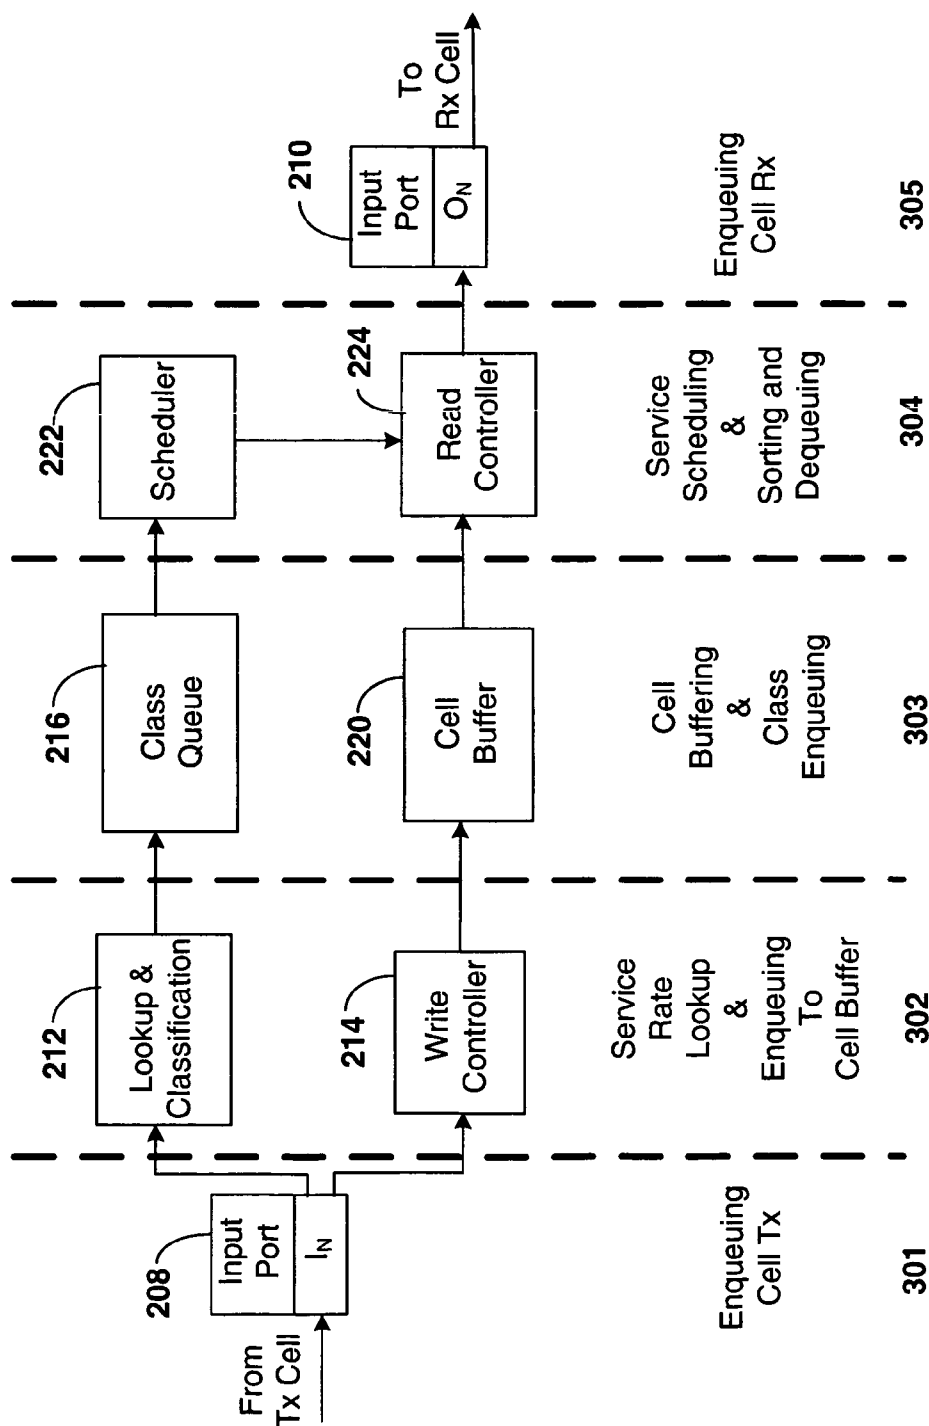 From
Tx Cell
208
Input
Port
I_N
Enqueuing
Cell Tx
301
212
Lookup &
Classification
214
Write
Controller
Service
Rate
Lookup
&
Enqueuing
To
Cell Buffer
302
216
Class
Queue
220
Cell
Buffer
Cell
Buffering
&
Class
Enqueuing
303
222
Scheduler
224
Read
Controller
Service
Scheduling
&
Sorting and
Dequeuing
304
210
Input
Port
O_N
To
Rx Cell
Enqueuing
Cell Rx
305